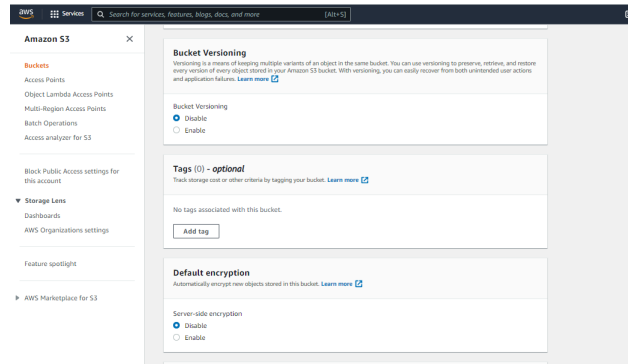 aws
Services
Search for services, features, blogs, docs, and more
[Alt+S]
Amazon S3
Buckets
Access Points
Object Lambda Access Points
Multi-Region Access Points
Batch Operations
Access analyzer for S3
Block Public Access settings for
this account
Storage Lens
Dashboards
AWS Organizations settings
Feature spotlight
AWS Marketplace for S3
Bucket Versioning
Versioning is a means of keeping multiple variants of an object in the same bucket. You can use versioning to preserve, retrieve, and restore
every version of every object stored in your Amazon S3 bucket. With versioning, you can easily recover from both unintended user actions
and application failures. Learn more
Bucket Versioning
Disable
Enable
Tags (0) - optional
Track storage cost or other criteria by tagging your bucket. Learn more
No tags associated with this bucket.
Add tag
Default encryption
Automatically encrypt new objects stored in this bucket. Learn more
Server-side encryption
Disable
Enable